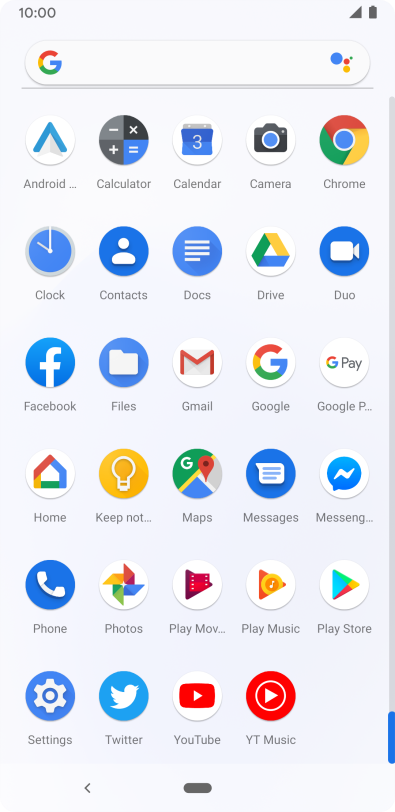 10:00
Android ...
Calculator
Calendar
Camera
Chrome
3
Clock
Contacts
Docs
Drive
Duo
G Pay
Facebook
Files
Gmail
Google
Google P...
Home
Keep not...
Maps
Messages
Messeng...
Phone
Photos
Play Mov...
Play Music
Play Store
Settings
Twitter
YouTube
YT Music